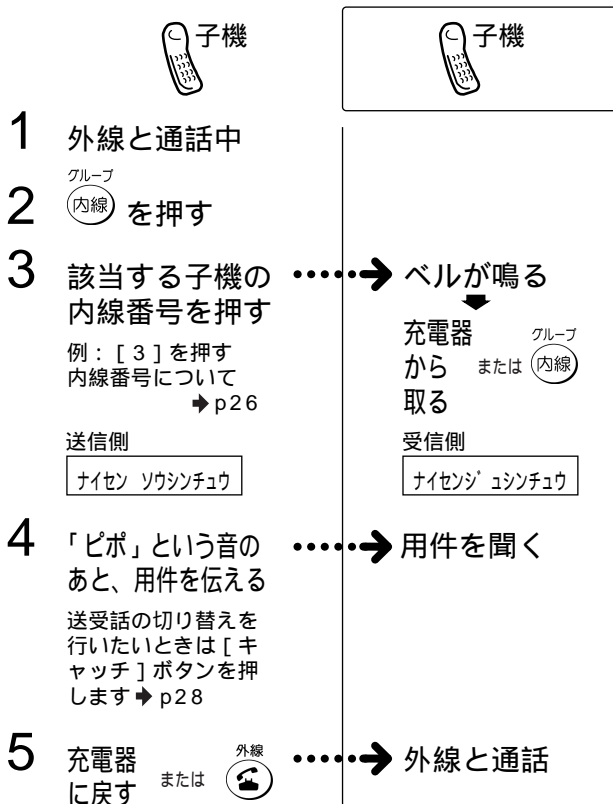 子機
子機
1 外線と通話中
グループ
2 内線 を押す
3 該当する子機の
内線番号を押す
例：[3]を押す
内線番号について
p26
送信側
ナイセン ソウシンチュウ
ベルが鳴る
充電器
から または
グループ
内線
取る
受信側
ナイセンジュシンチュウ
4 「ピポ」という音の
あと、用件を伝える
送受話の切り替えを
行いたいときは[キ
ャッチ]ボタンを押
します p28
用件を聞く
5 充電器
に戻す または
外線
外線と通話